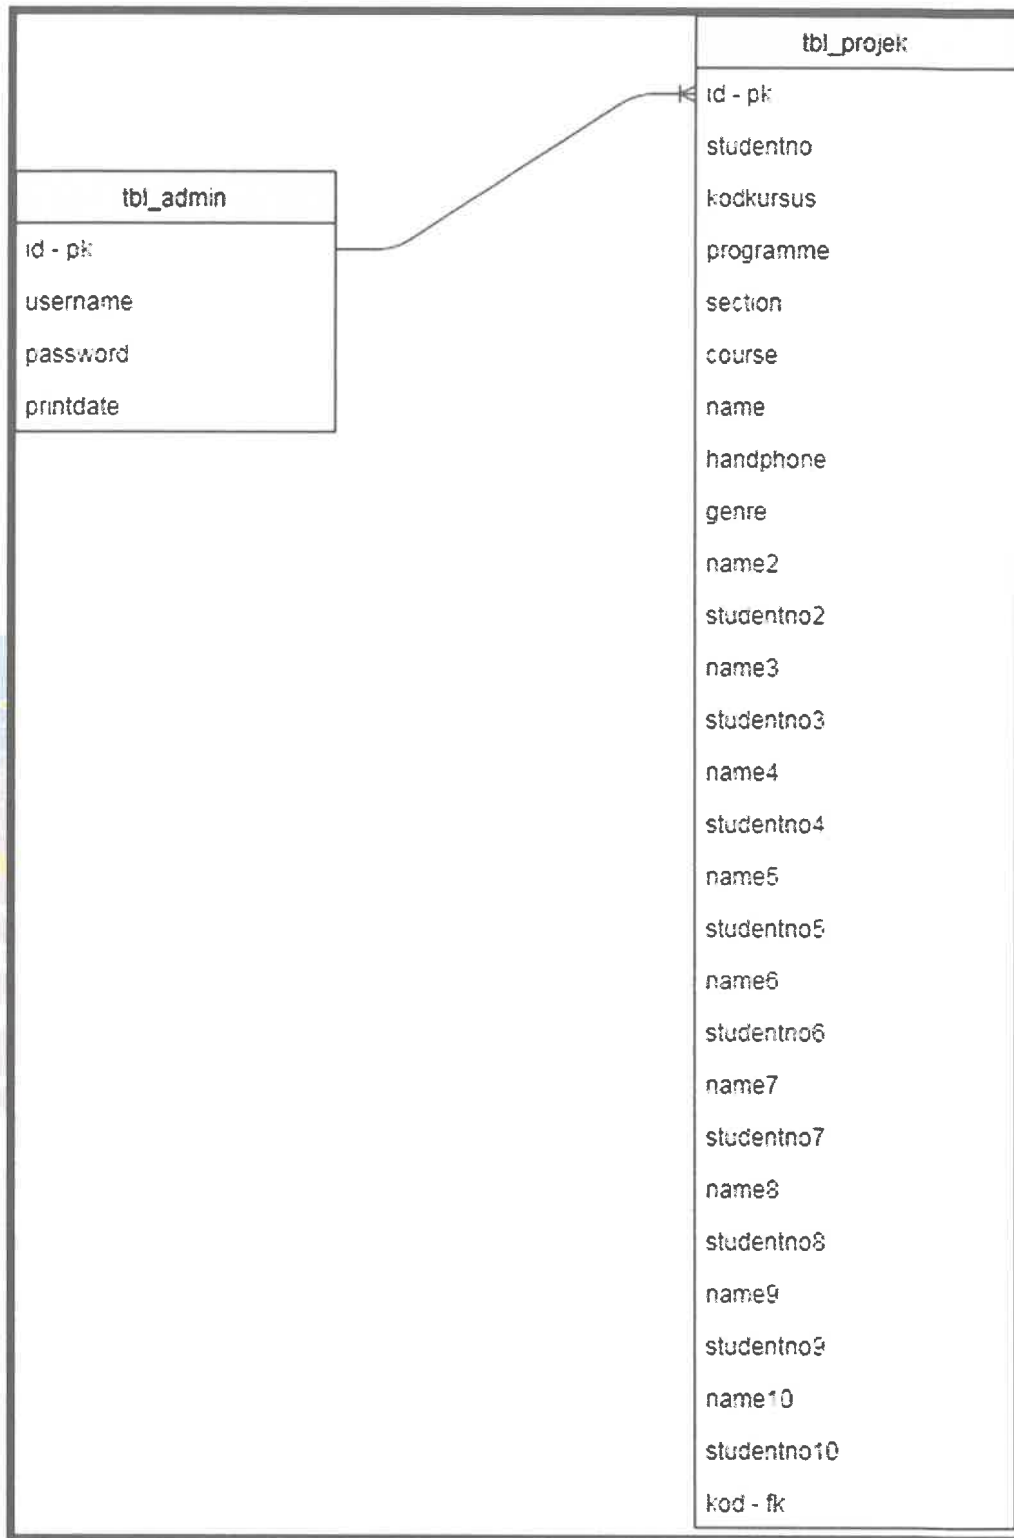 tbl_projek
id - pk
studentno
kodkursus
programme
section
course
name
handphone
genre
name2
studentno2
name3
studentno3
name4
studentno4
name5
studentno5
name6
studentno6
name7
studentno7
name8
studentno8
name9
studentno9
name10
studentno10
kod - fk
tbl_admin
id - pk
username
password
printdate